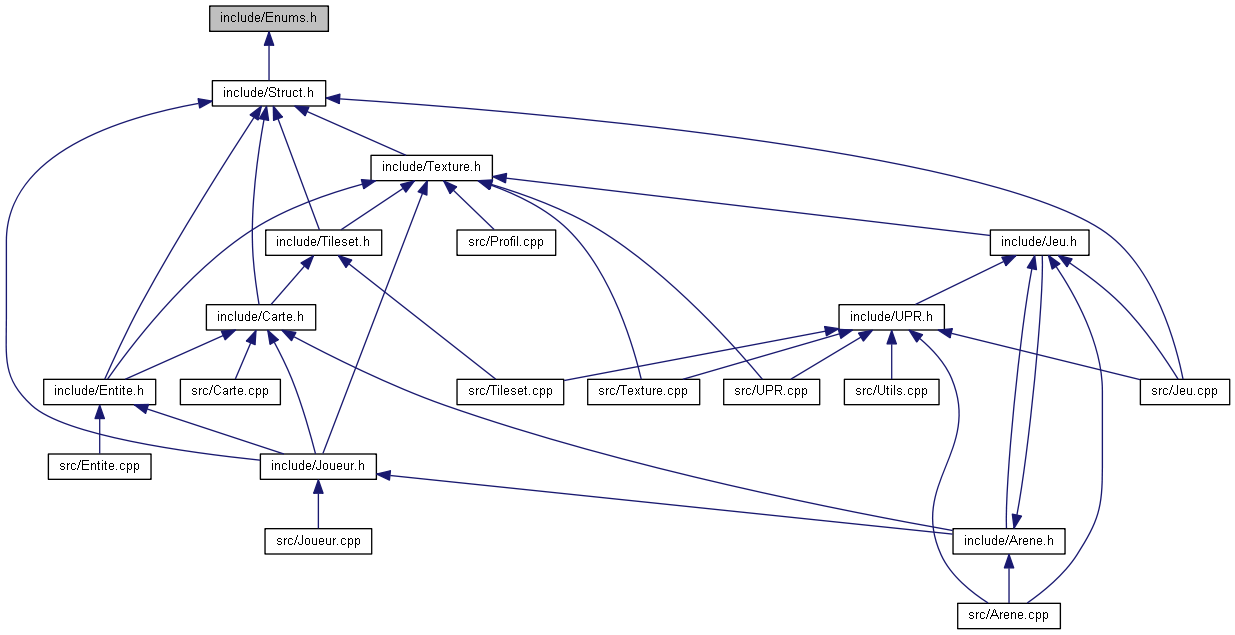 include/Enums.h
include/Struct.h
include/Texture.h
include/Tileset.h
src/Profil.cpp
include/Jeu.h
include/Carte.h
include/UPR.h
include/Entite.h
src/Carte.cpp
src/Tileset.cpp
src/Texture.cpp
src/UPR.cpp
src/Utils.cpp
src/Jeu.cpp
src/Entite.cpp
include/Joueur.h
src/Joueur.cpp
include/Arene.h
src/Arene.cpp